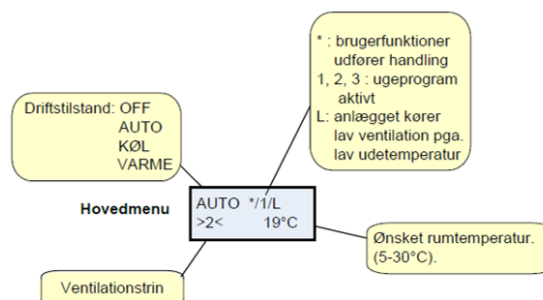 * : brugerfunktioner
udfører handling
1, 2, 3 : ugeprogram
aktivt
L: anlægget kører
lav ventilation pga.
lav udetemperatur
Driftstilstand: OFF
AUTO
KØL
VARME
Hovedmenu
AUTO */1/L
>2< 19°C
Ønsket rumtemperatur.
(5-30°C).
Ventilationstrin